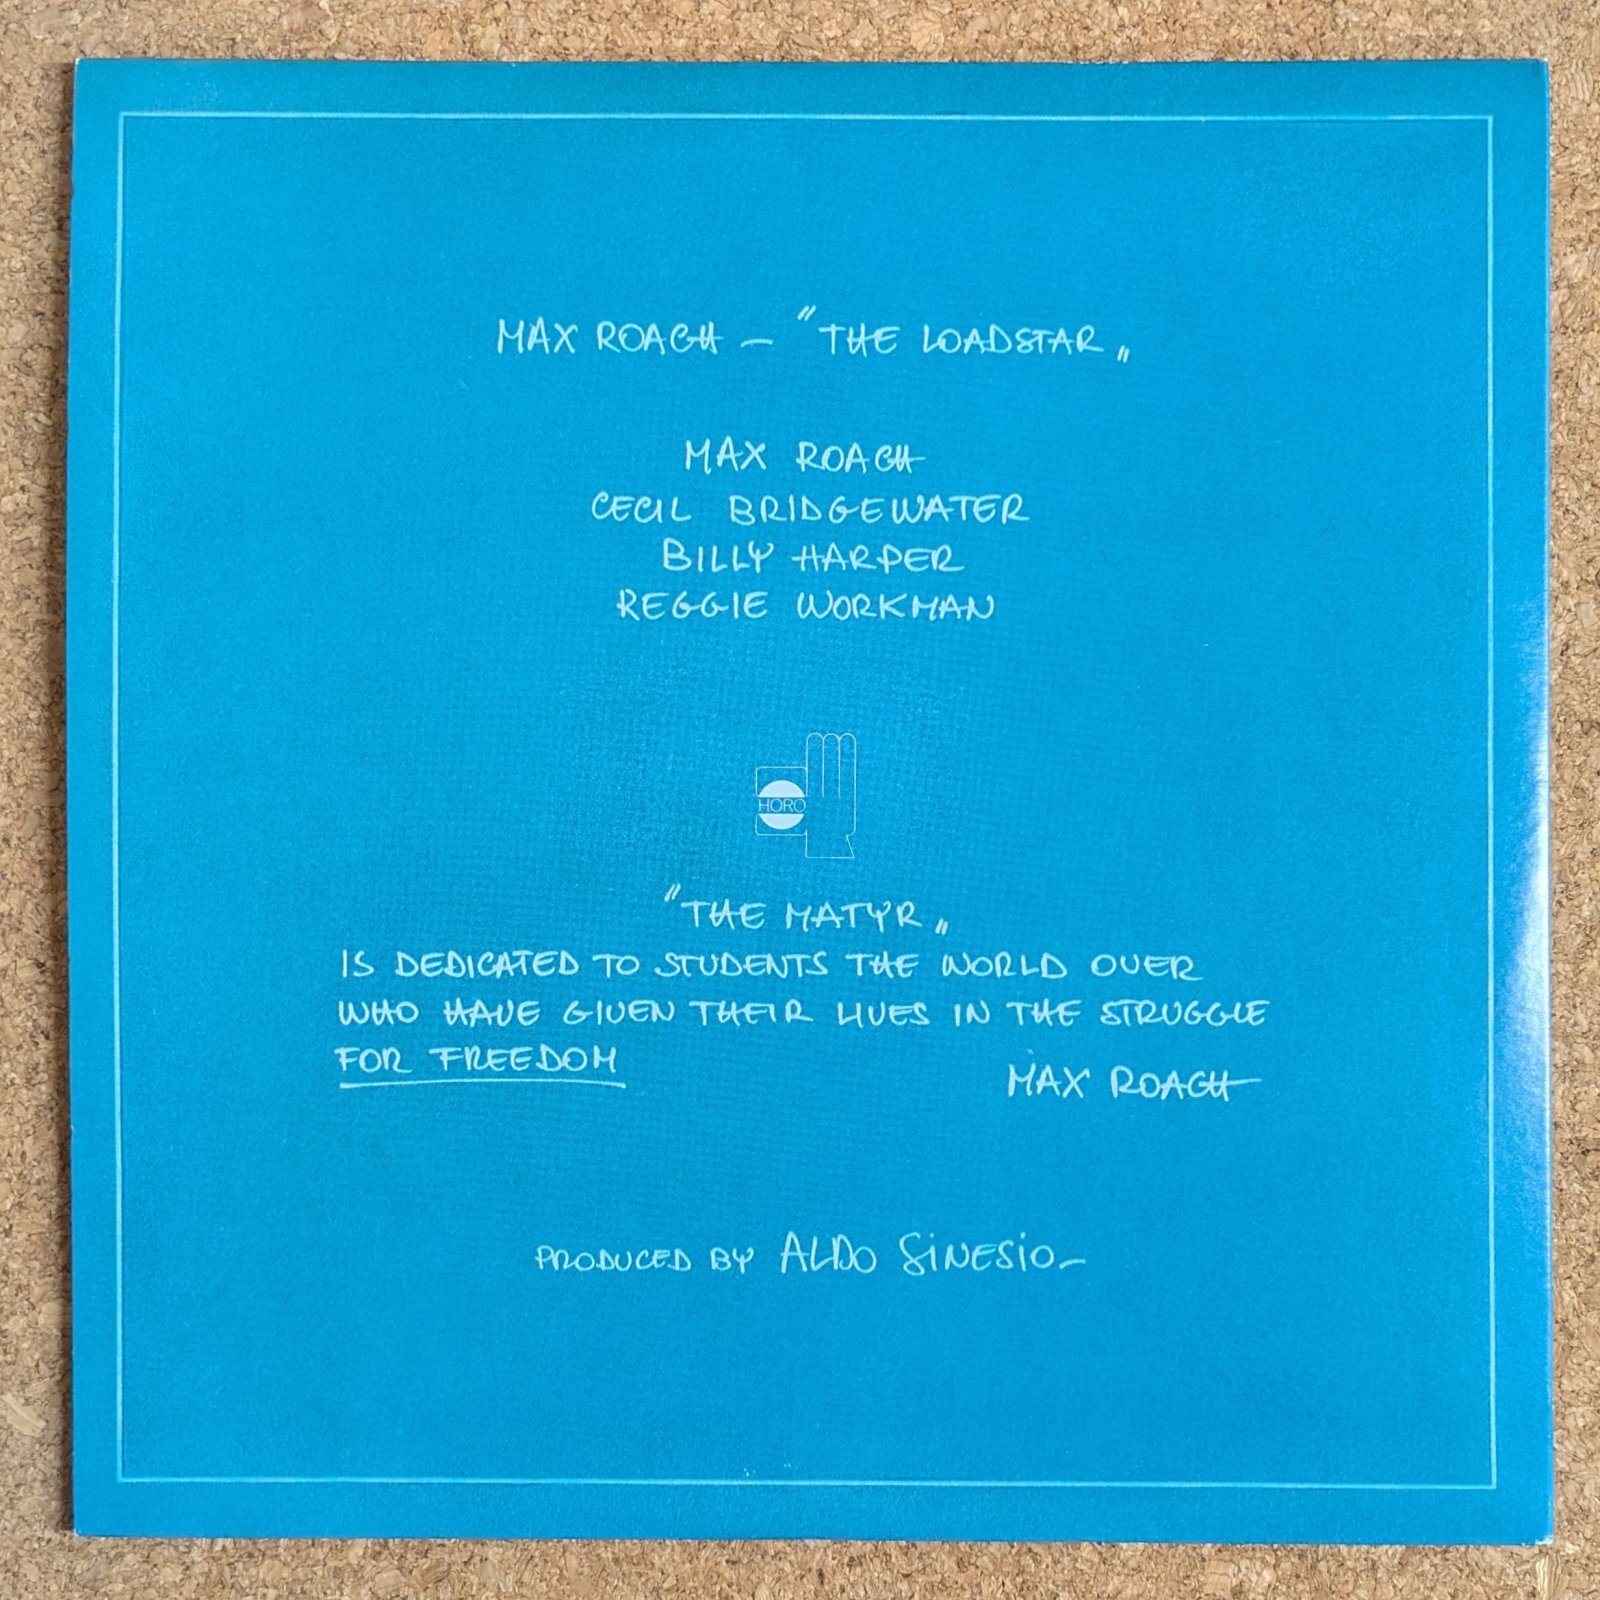 MAX ROACH — "THE LOADSTAR„
MAX ROACH
CECIL BRIDGEWATER
BILLY HARPER
REGGIE WORKMAN
HORO
"THE MATYR„
IS DEDICATED TO STUDENTS THE WORLD OVER
WHO HAVE GIVEN THEIR LIVES IN THE STRUGGLE
FOR FREEDOM
MAX ROACH
PRODUCED BY ALDO SINESIO—